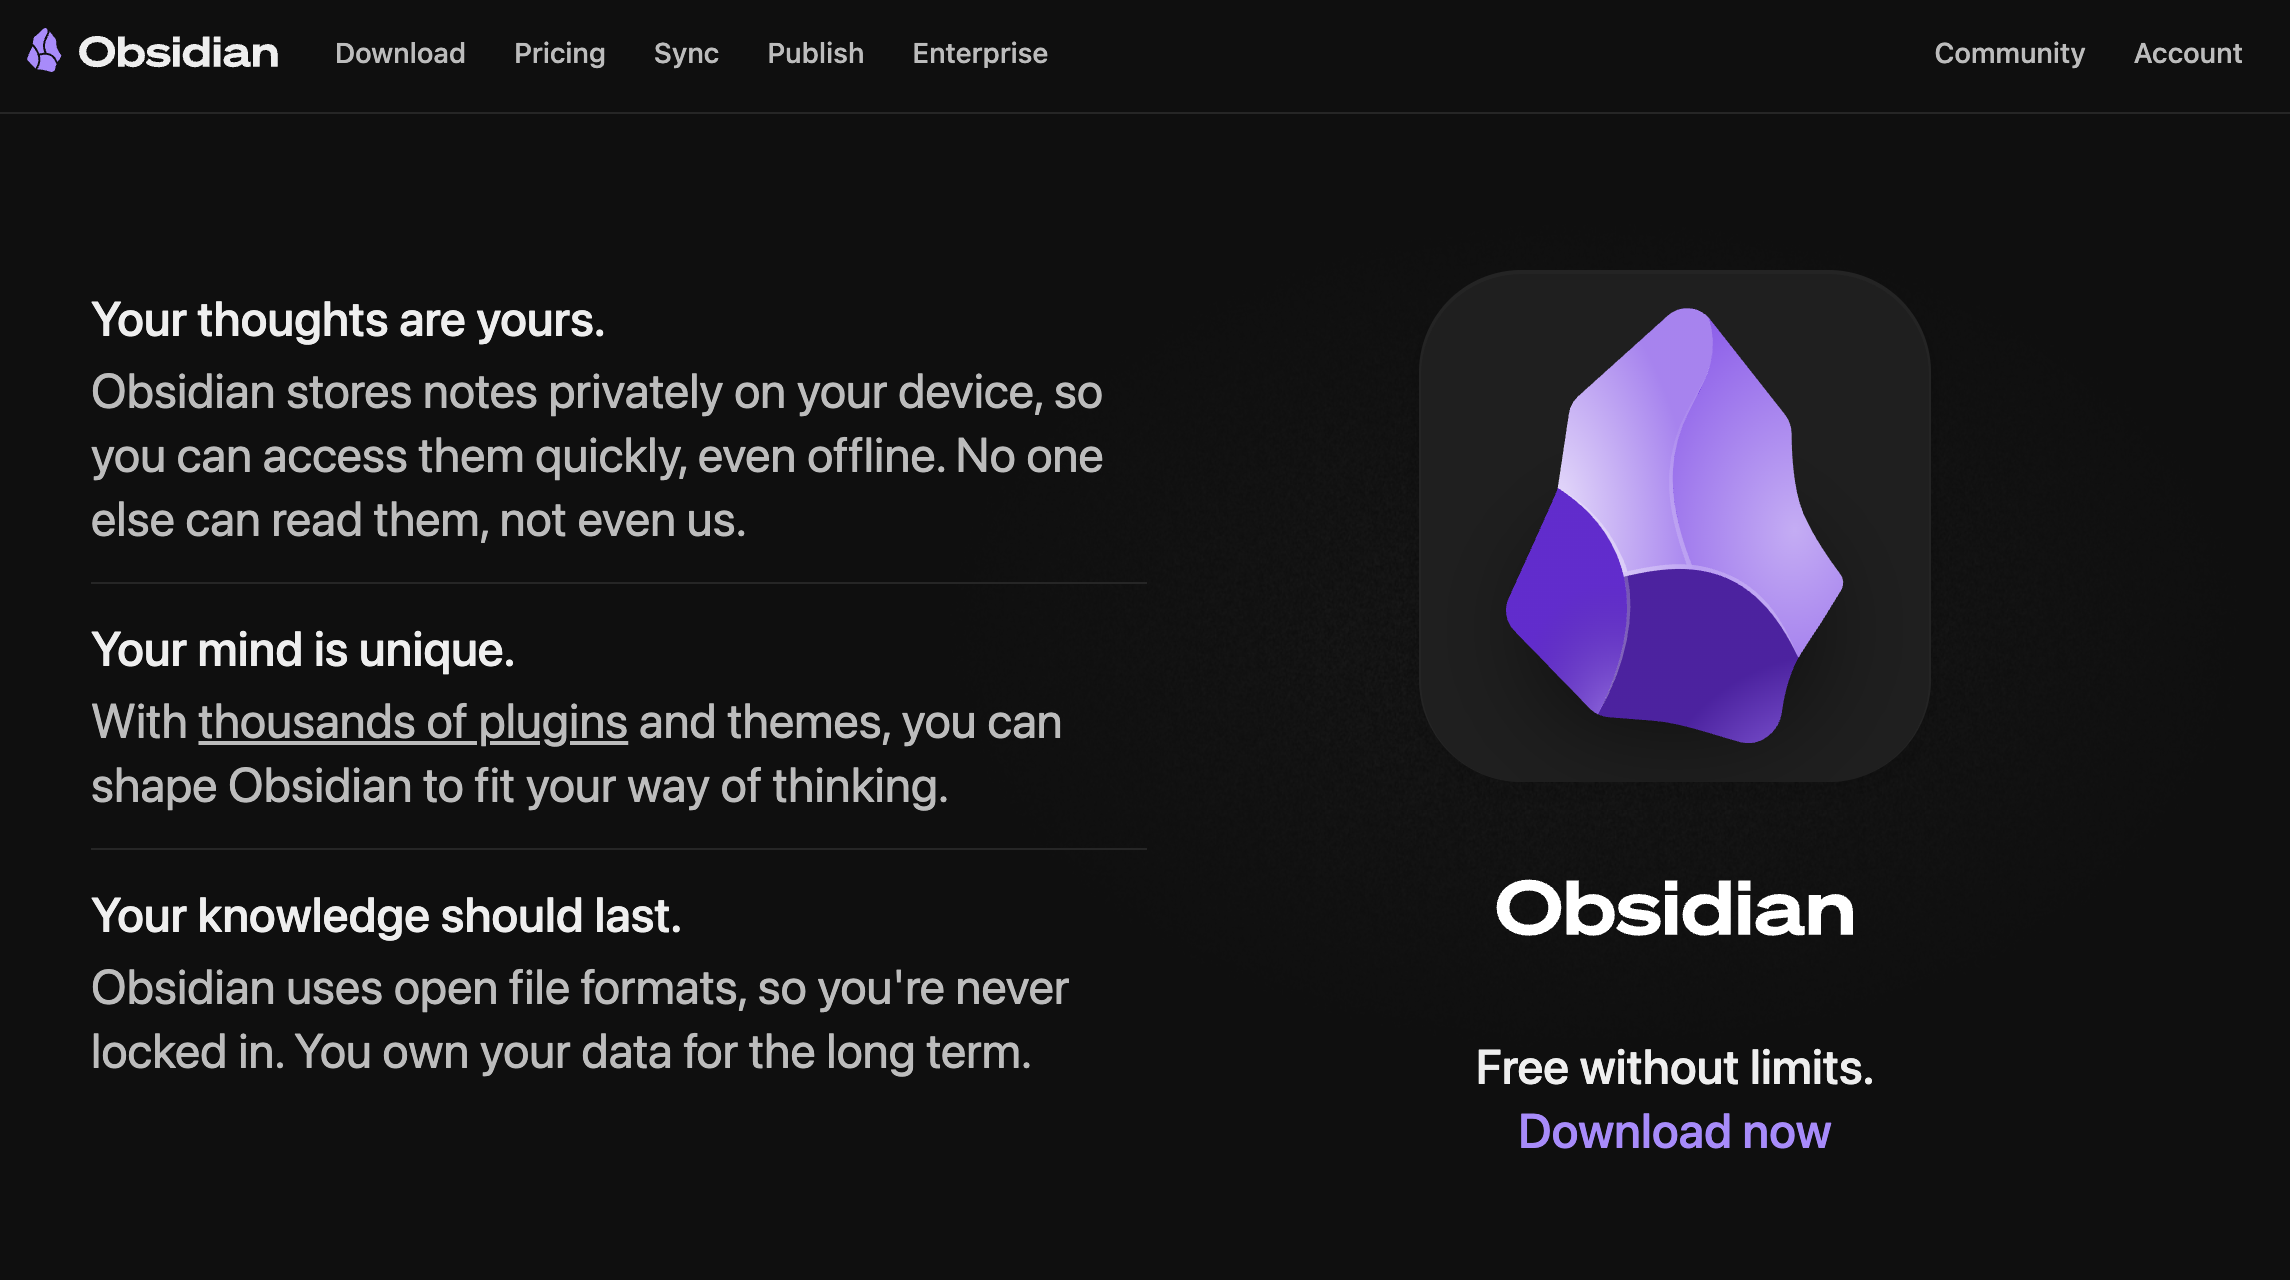 Obsidian
Download
Pricing
Sync
Publish
Enterprise
Community
Account
Your thoughts are yours.
Obsidian stores notes privately on your device, so
you can access them quickly, even offline. No one
else can read them, not even us.
Your mind is unique.
With thousands of plugins and themes, you can
shape Obsidian to fit your way of thinking.
Your knowledge should last.
Obsidian uses open file formats, so you're never
locked in. You own your data for the long term.
Obsidian
Free without limits.
Download now